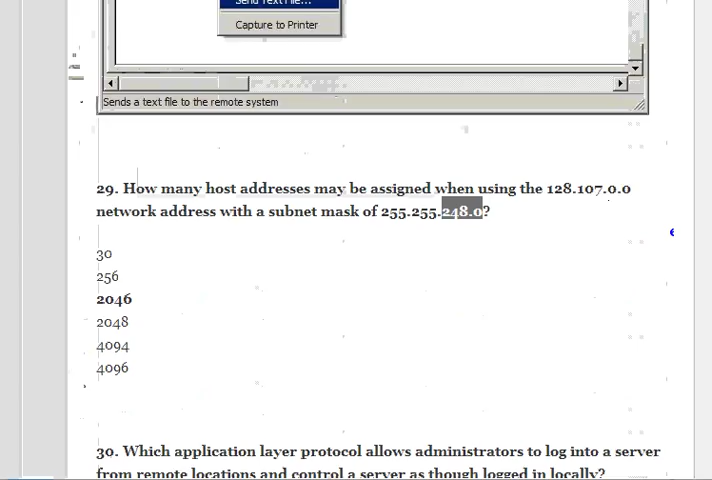 Send Text File...
Capture to Printer
Sends a text file to the remote system
29. How many host addresses may be assigned when using the 128.107.0.0
network address with a subnet mask of 255.255.248.0?
30
256
2046
2048
4094
4096
30. Which application layer protocol allows administrators to log into a server
from remote locations and control a server as though logged in locally?